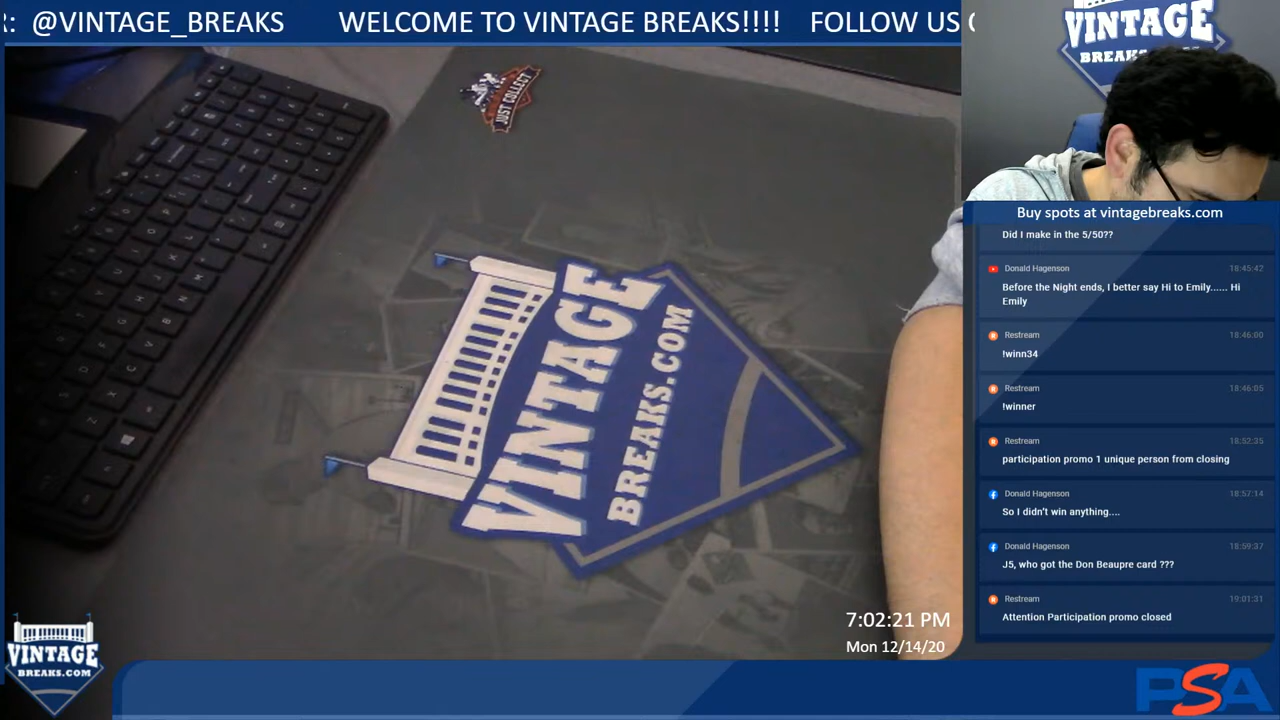 R: @VINTAGE_BREAKS WELCOME TO VINTAGE BREAKS!!!! FOLLOW US
VINTAGE
BREAKS.COM
JUST COLLECT
VINTAGE
BREAKS.COM
Buy spots at vintagebreaks.com
Did I make in the 5/50??
Donald Hagenson 18:45:42
Before the Night ends, I better say Hi to Emily...... Hi
Emily
Restream 18:46:00
!winn34
Restream 18:46:05
!winner
Restream 18:52:35
participation promo 1 unique person from closing
Donald Hagenson 18:57:14
So I didn't win anything....
Donald Hagenson 18:59:37
J5, who got the Don Beaupre card ???
Restream 19:01:31
Attention Participation promo closed
7:02:21 PM
Mon 12/14/20
VINTAGE
BREAKS.COM
PSA